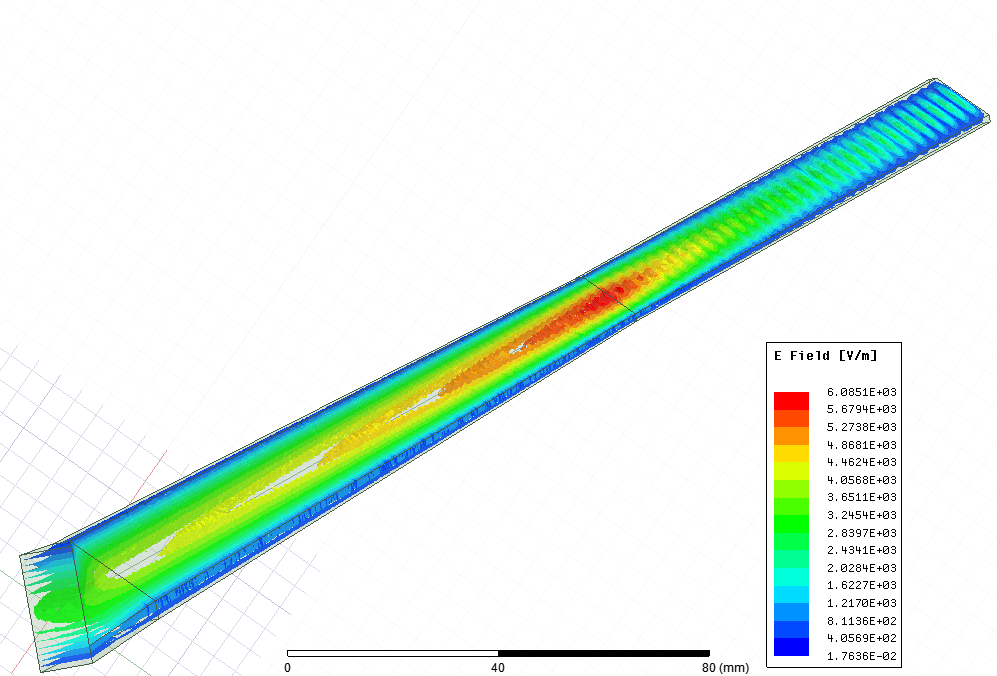 E Field [V/m]
6.0851E+03
5.6794E+03
5.2738E+03
4.8681E+03
4.4624E+03
4.0568E+03
3.6511E+03
3.2454E+03
2.8397E+03
2.4341E+03
2.0284E+03
1.6227E+03
1.2170E+03
8.1136E+02
4.0569E+02
1.7636E-02
0 40 80 (mm)